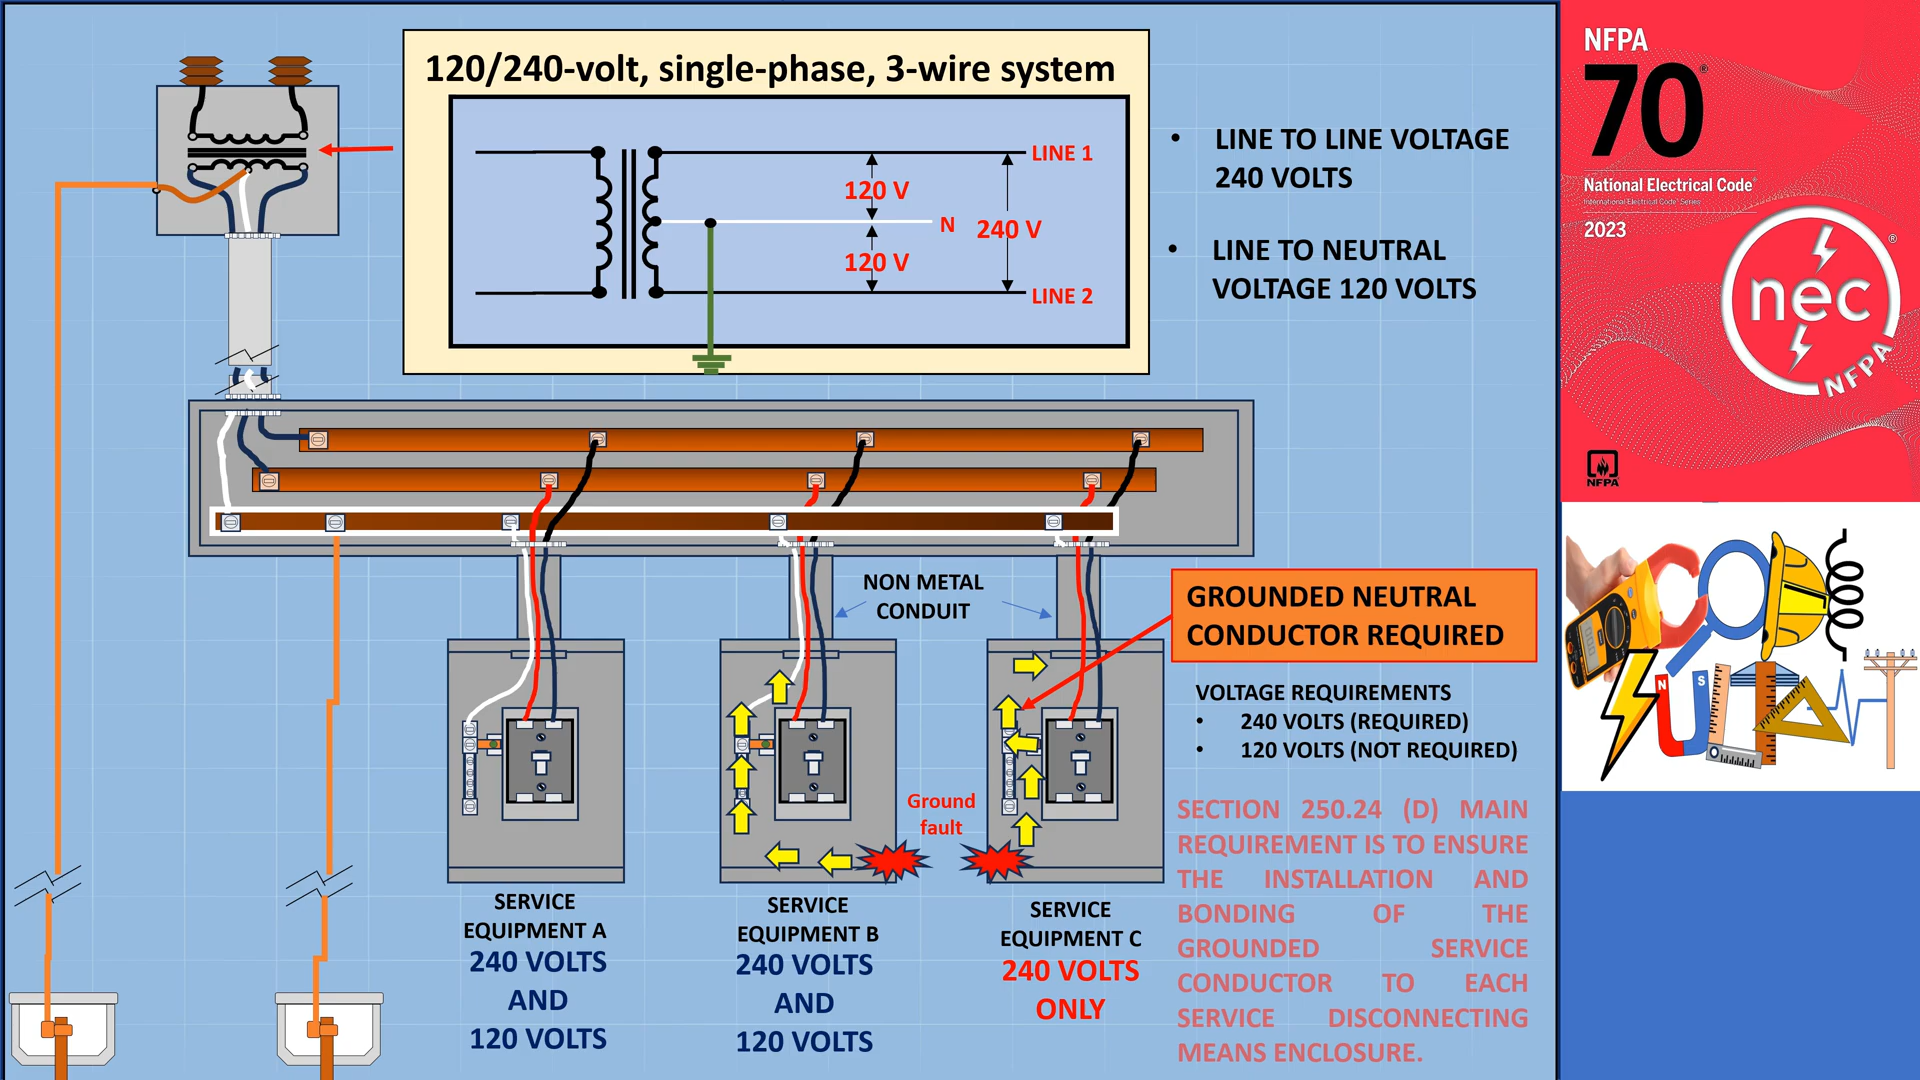 120/240-volt, single-phase, 3-wire system
LINE 1
120 V
N
240 V
120 V
LINE 2
• LINE TO LINE VOLTAGE
240 VOLTS
• LINE TO NEUTRAL
VOLTAGE 120 VOLTS
NON METAL
CONDUIT
GROUNDED NEUTRAL
CONDUCTOR REQUIRED
VOLTAGE REQUIREMENTS
• 240 VOLTS (REQUIRED)
• 120 VOLTS (NOT REQUIRED)
Ground
fault
SERVICE
EQUIPMENT A
240 VOLTS
AND
120 VOLTS
SERVICE
EQUIPMENT B
240 VOLTS
AND
120 VOLTS
SERVICE
EQUIPMENT C
240 VOLTS
ONLY
SECTION 250.24 (D) MAIN
REQUIREMENT IS TO ENSURE
THE INSTALLATION AND
BONDING OF THE
GROUNDED SERVICE
CONDUCTOR TO EACH
SERVICE DISCONNECTING
MEANS ENCLOSURE.
NFPA
70®
National Electrical Code®
International Electrical Code® Series
2023
nec®
NFPA
NFPA
N S